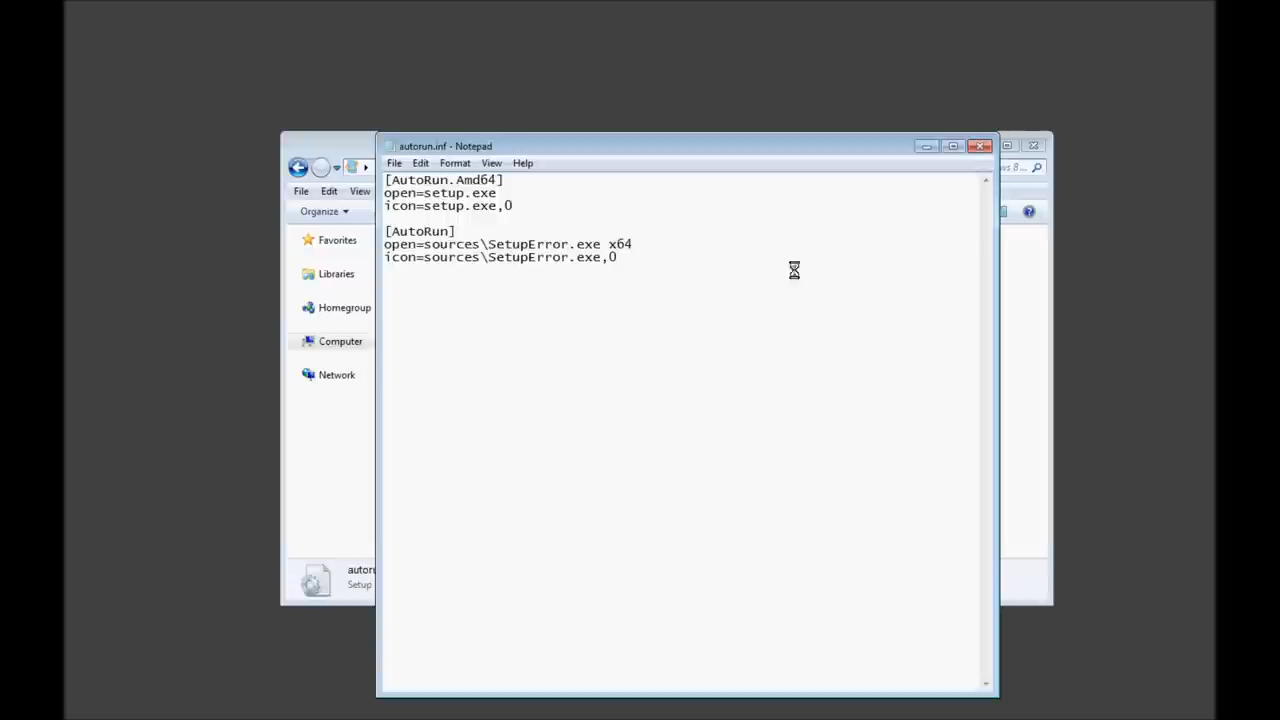 autorun.inf - Notepad
File Edit Format View Help
[AutoRun.Amd64]
open=setup.exe
icon=setup.exe,0
[AutoRun]
open=sources\SetupError.exe x64
icon=sources\SetupError.exe,0
ws 8...
File Edit View
Organize
Favorites
Libraries
Homegroup
Computer
Network
autoru
Setup